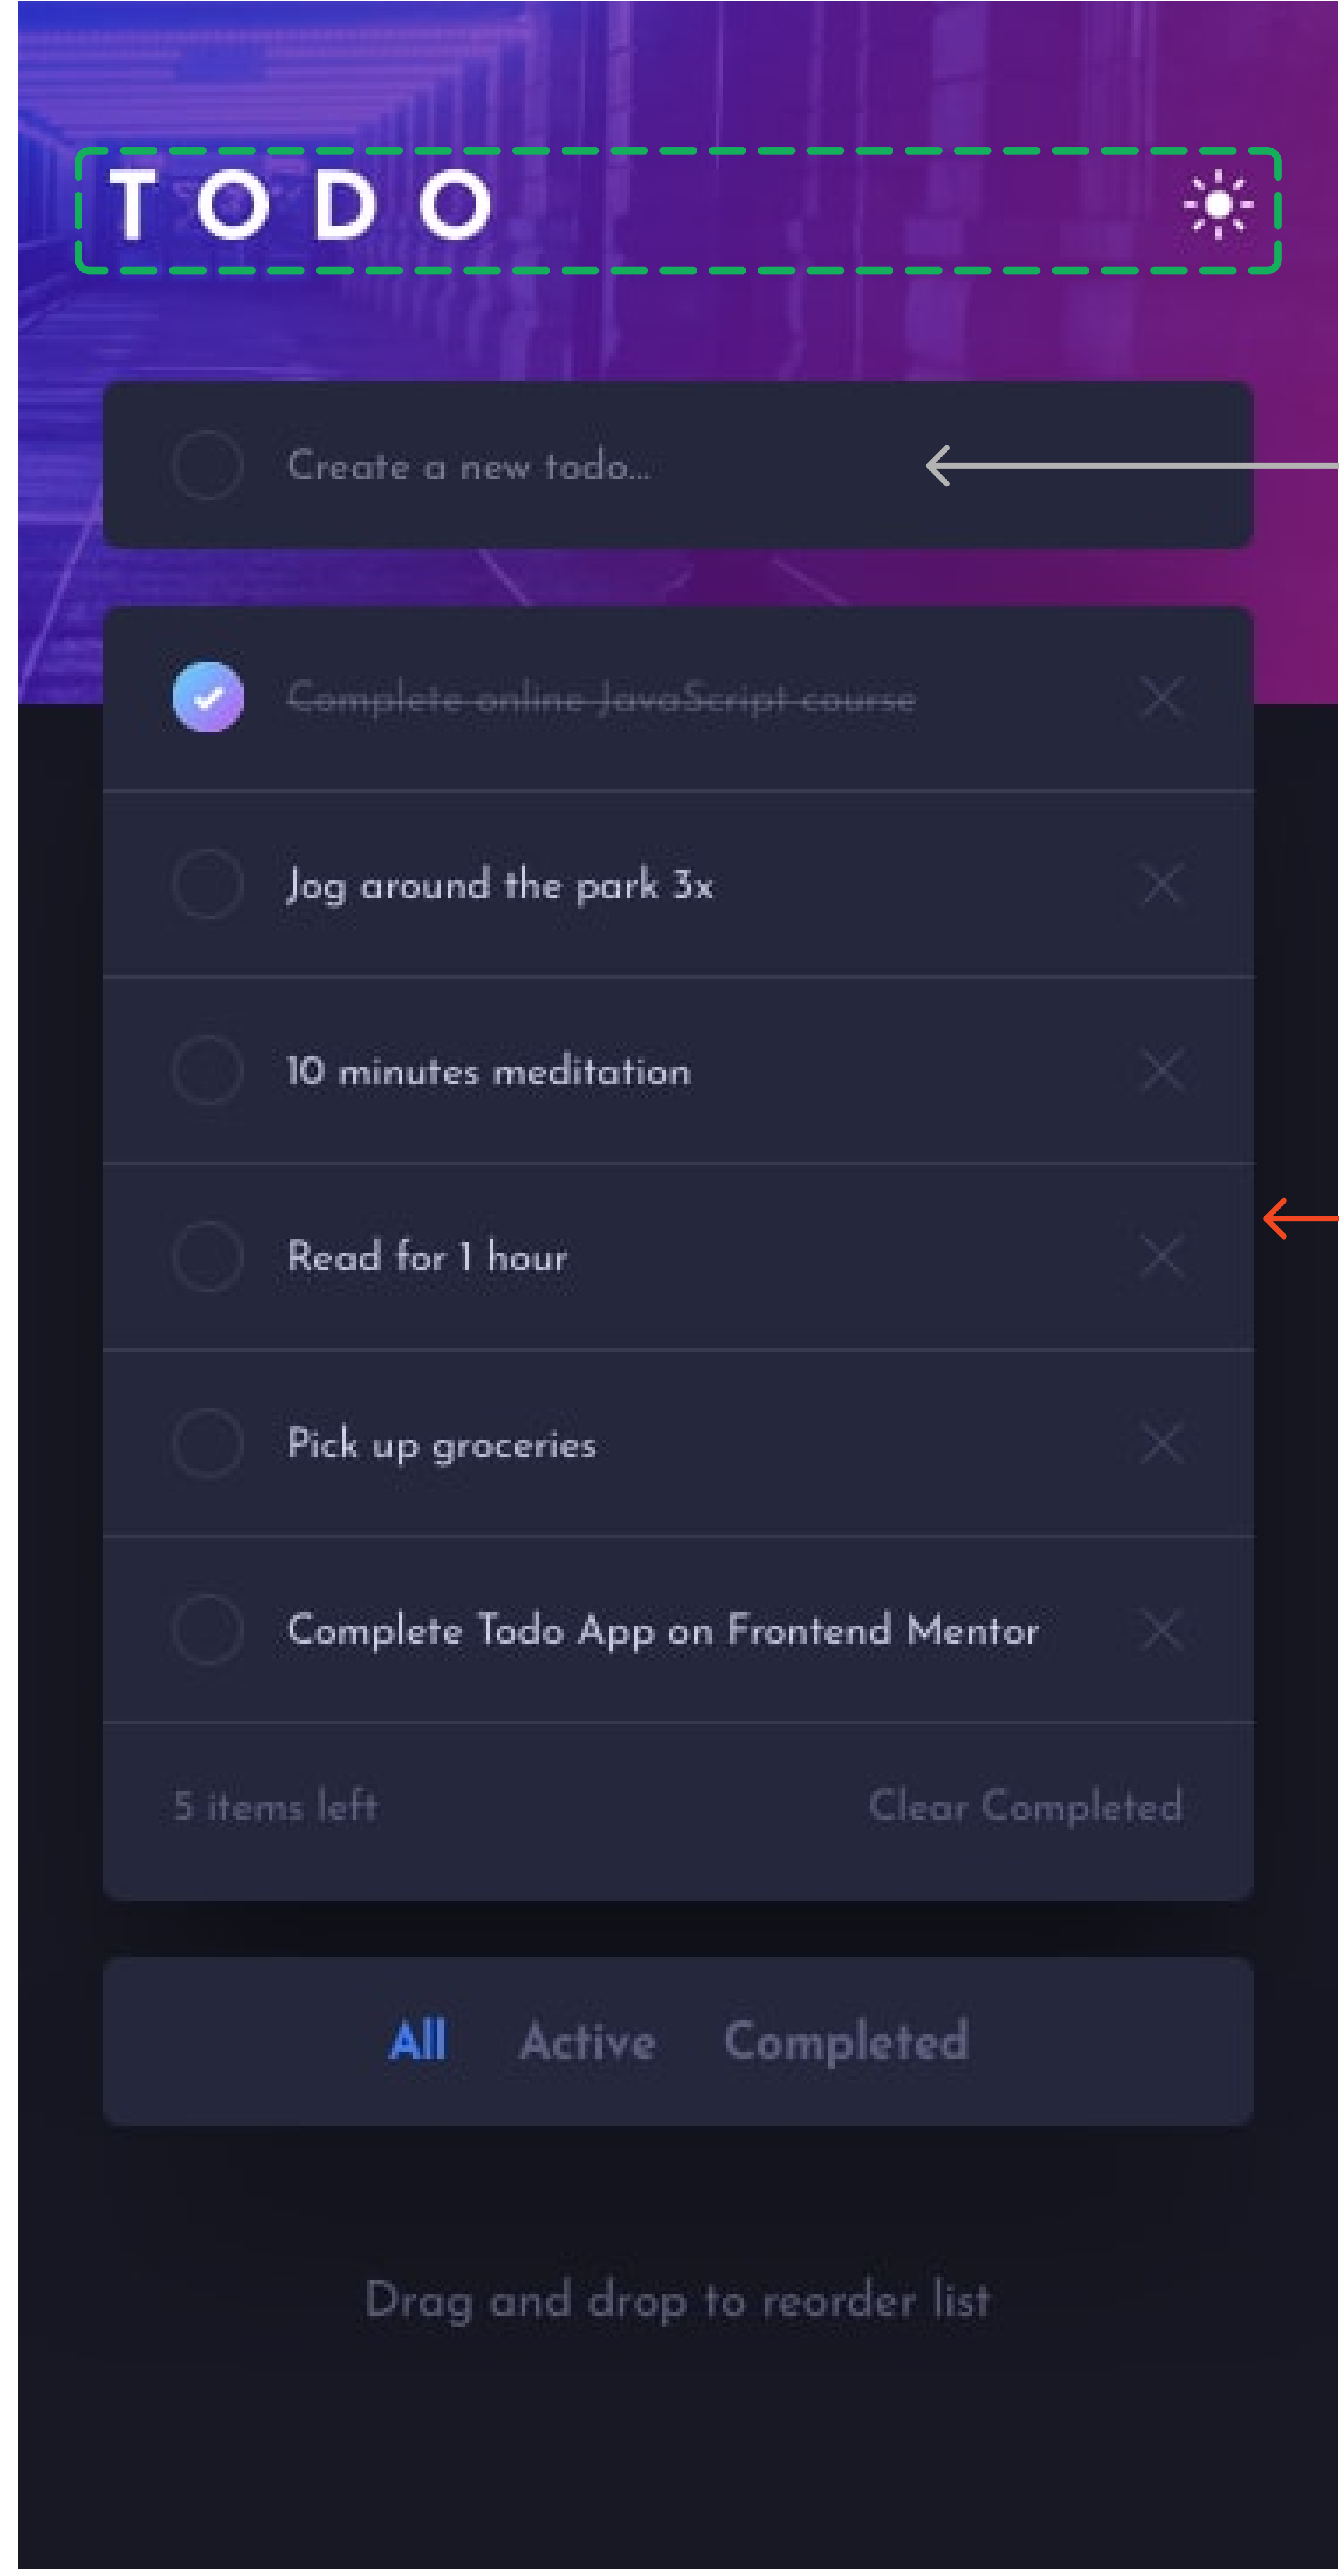 TODO
Create a new todo...
Complete online JavaScript course
Jog around the park 3x
10 minutes meditation
Read for 1 hour
Pick up groceries
Complete Todo App on Frontend Mentor
5 items left Clear Completed
All Active Completed
Drag and drop to reorder list